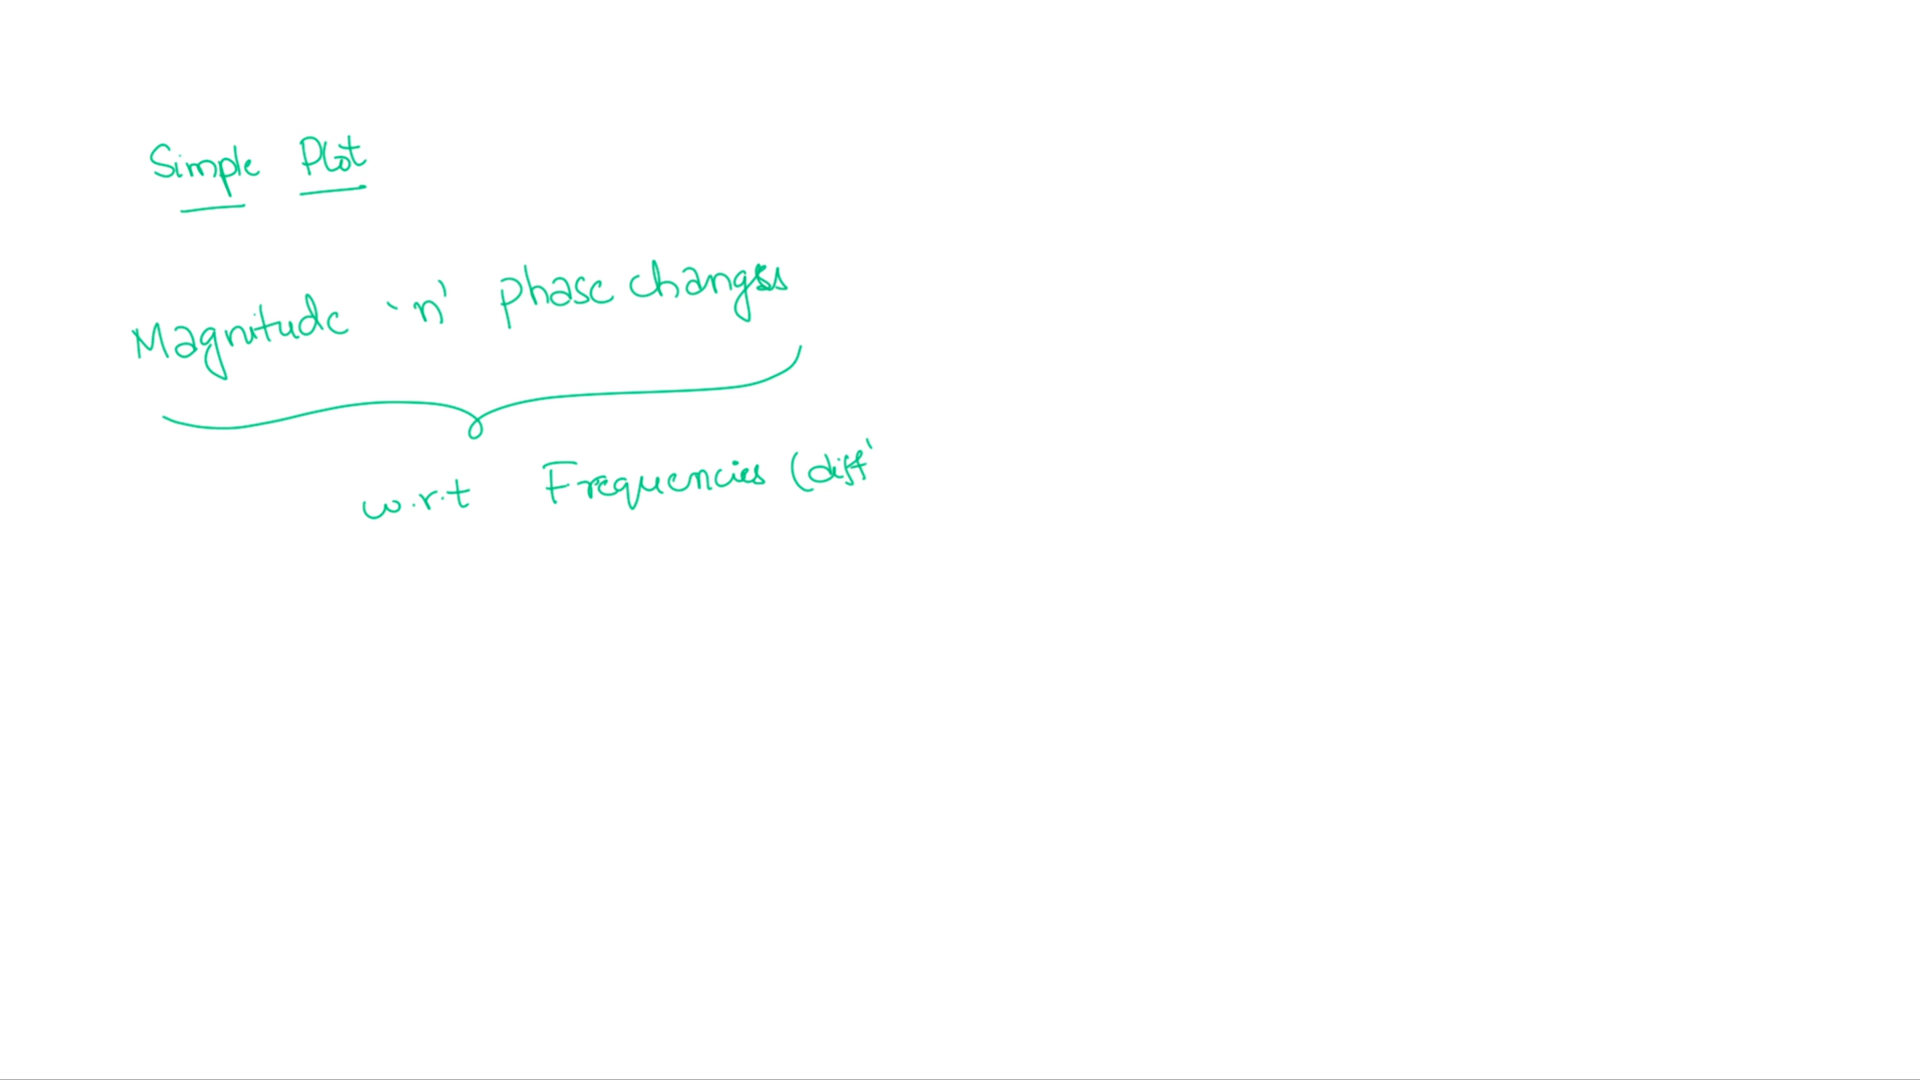 Simple Plot
Magnitude 'n' phase changes
w.r.t Frequencies (diff'